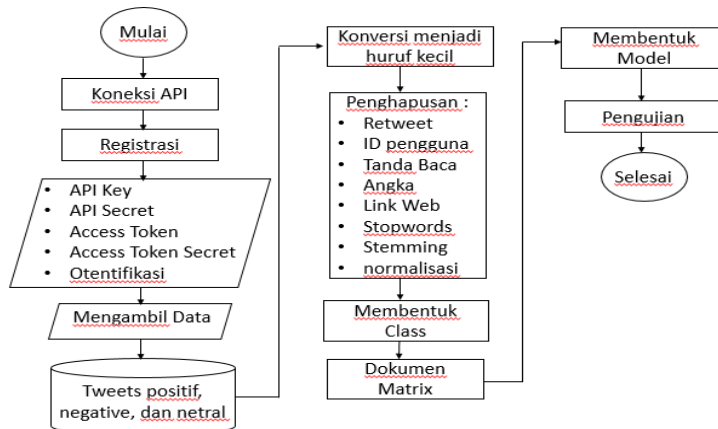 Mulai
Koneksi API
Registrasi
• API Key
• API Secret
• Access Token
• Access Token Secret
• Otentifikasi
Mengambil Data
Tweets positif,
negative, dan netral
Konversi menjadi
huruf kecil
Penghapusan :
• Retweet
• ID pengguna
• Tanda Baca
• Angka
• Link Web
• Stopwords
• Stemming
• normalisasi
Membentuk
Class
Dokumen
Matrix
Membentuk
Model
Pengujian
Selesai